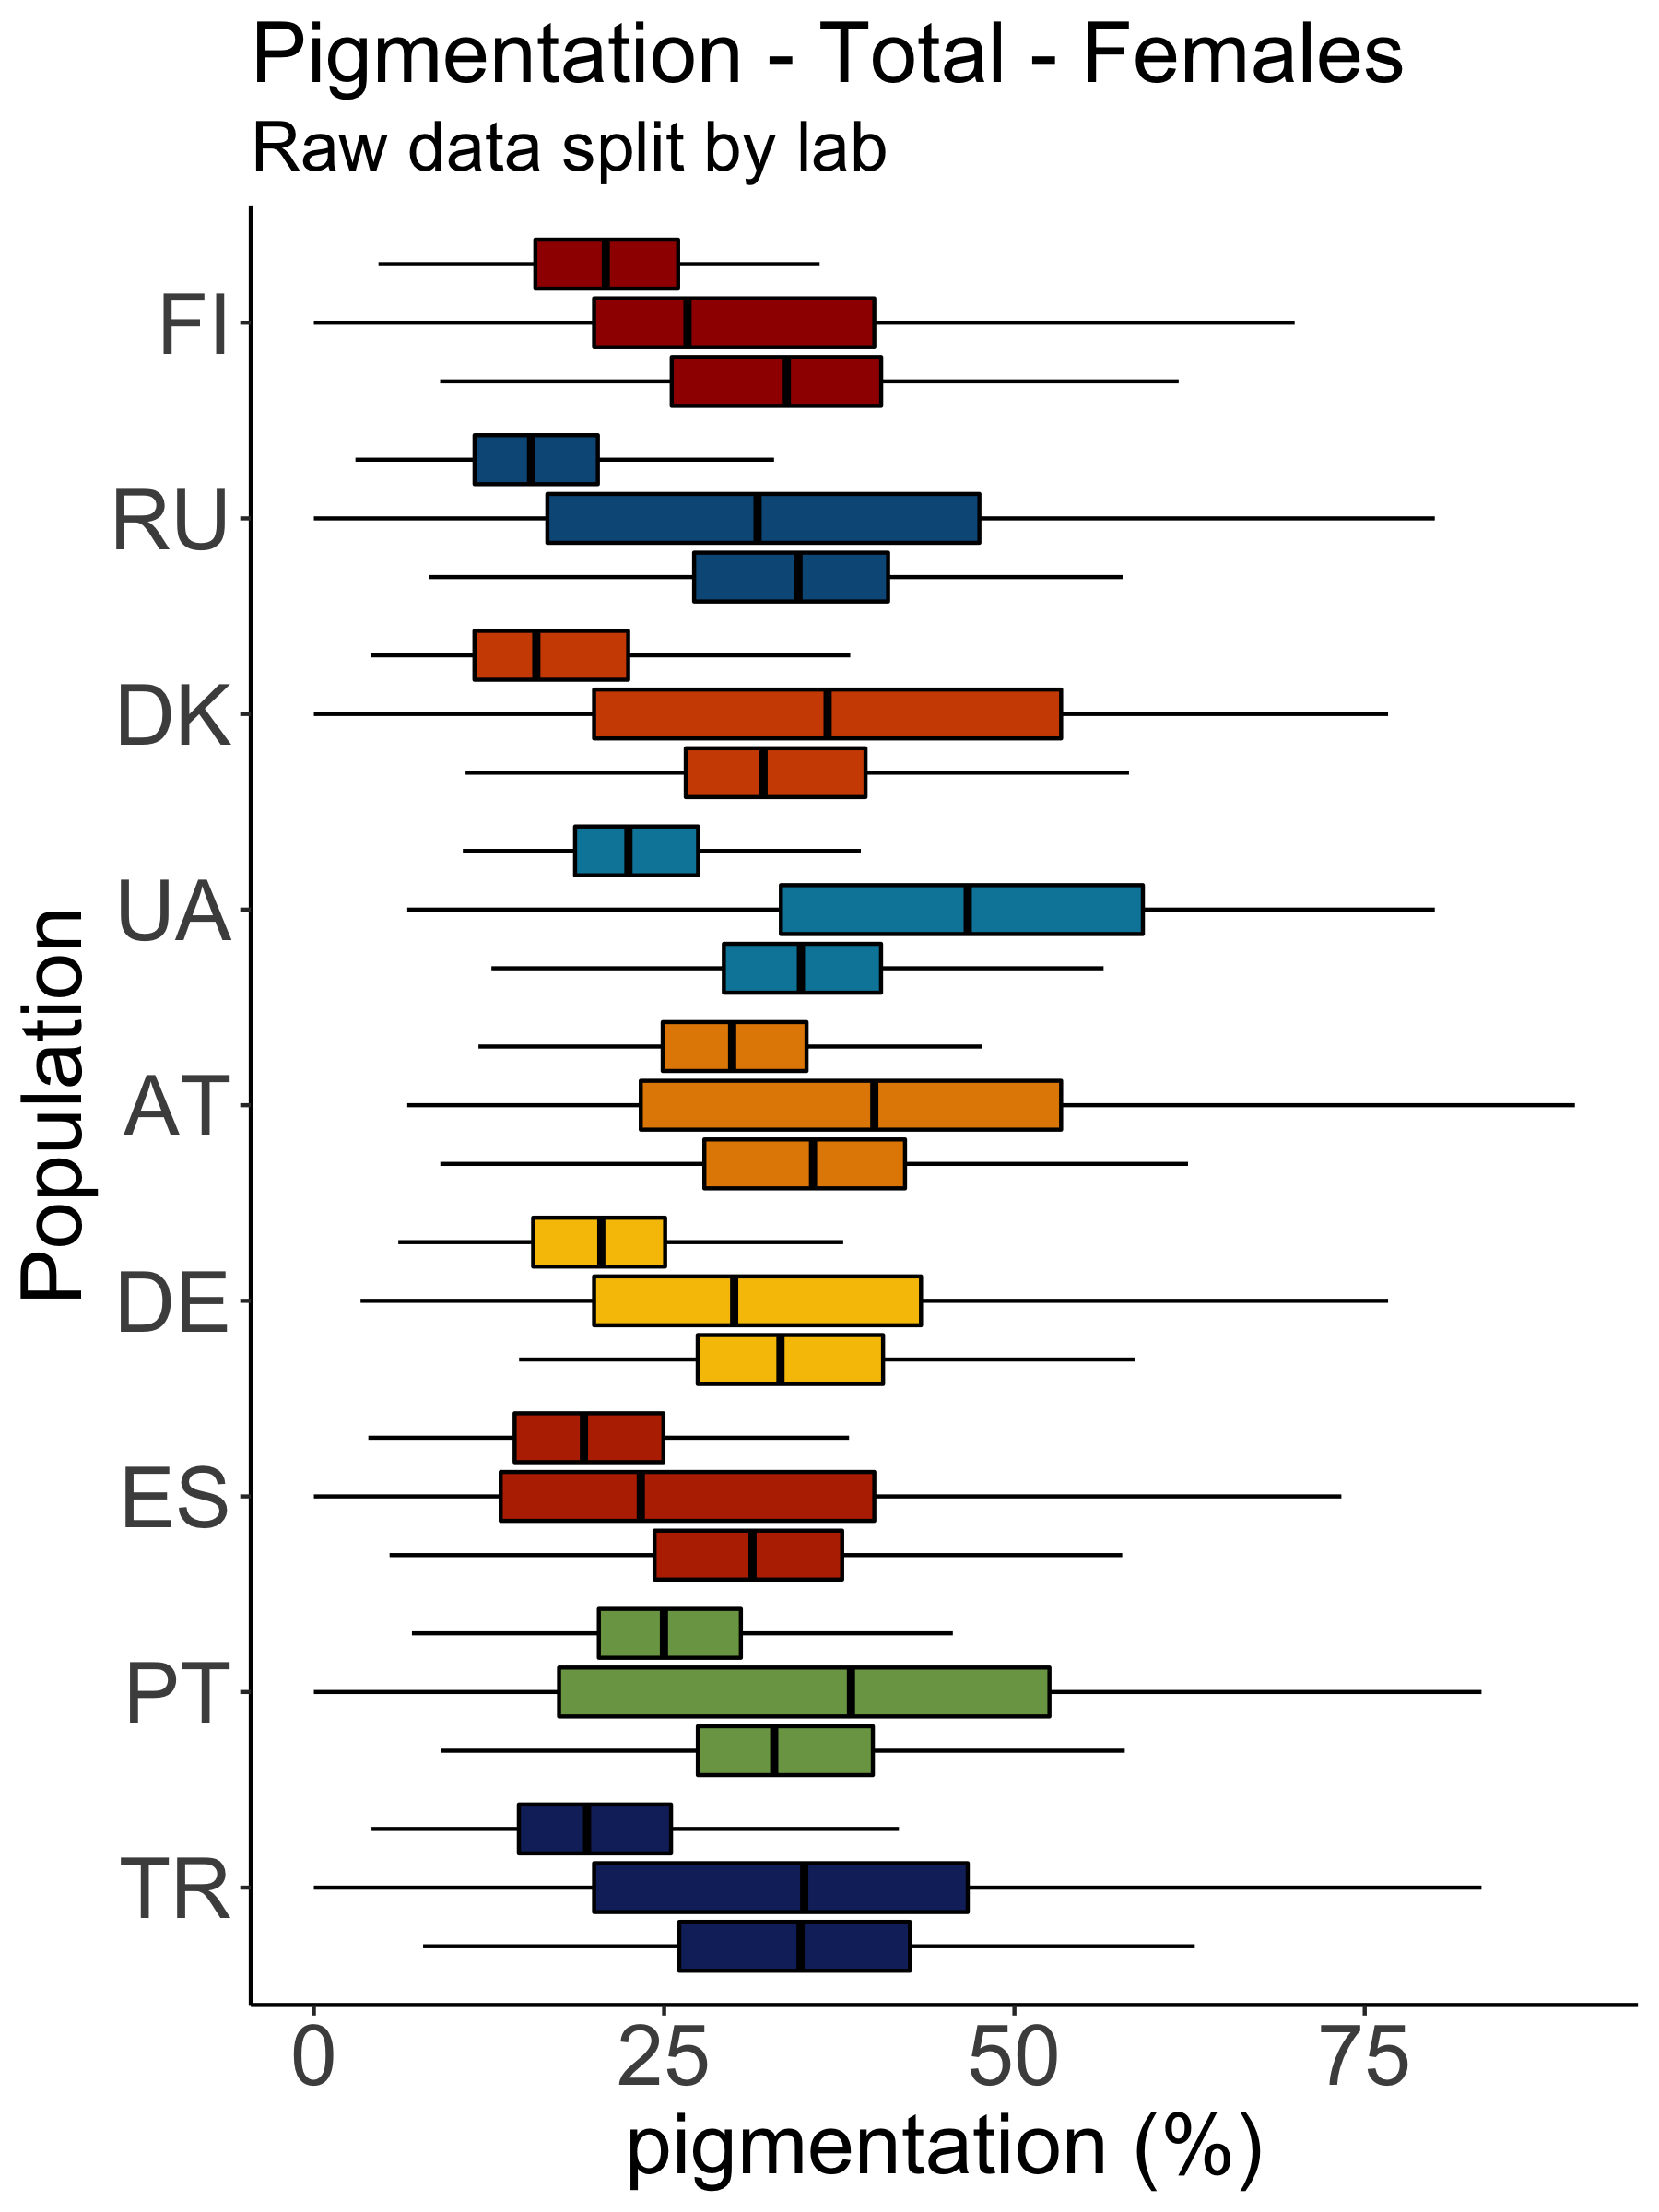 Pigmentation - Total - Females
Raw data split by lab
Population
FI
RU
DK
UA
AT
DE
ES
PT
TR
0 25 50 75
pigmentation (%)